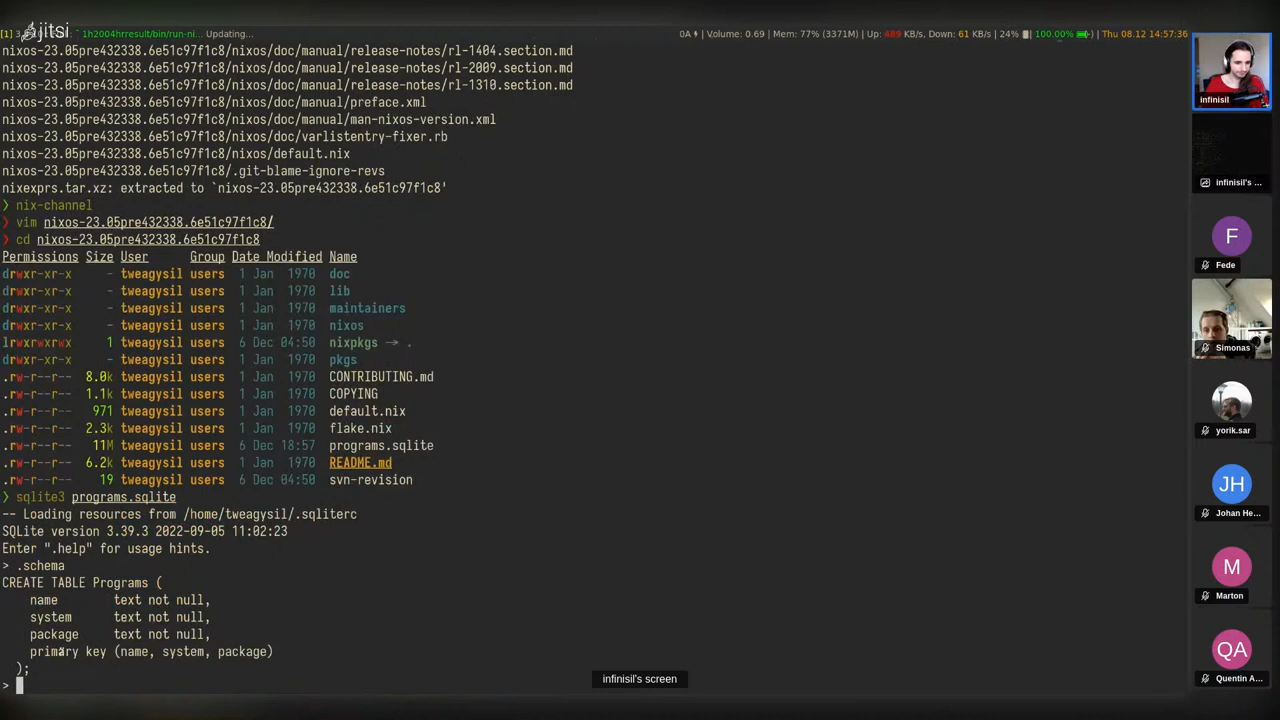 jitsi
[1] 3. 1h2004hrresult/bin/run-ni… Updating…
0A | Volume: 0.69 | Mem: 77% (3371M) | Up: 489 KB/s, Down: 61 KB/s | 24% | 100.00% | Thu 08.12 14:57:36
nixos-23.05pre432338.6e51c97f1c8/nixos/doc/manual/release-notes/rl-1404.section.md
nixos-23.05pre432338.6e51c97f1c8/nixos/doc/manual/release-notes/rl-2009.section.md
nixos-23.05pre432338.6e51c97f1c8/nixos/doc/manual/release-notes/rl-1310.section.md
nixos-23.05pre432338.6e51c97f1c8/nixos/doc/manual/preface.xml
nixos-23.05pre432338.6e51c97f1c8/nixos/doc/manual/man-nixos-version.xml
nixos-23.05pre432338.6e51c97f1c8/nixos/doc/varlistentry-fixer.rb
nixos-23.05pre432338.6e51c97f1c8/nixos/default.nix
nixos-23.05pre432338.6e51c97f1c8/.git-blame-ignore-revs
nixexprs.tar.xz: extracted to `nixos-23.05pre432338.6e51c97f1c8'
❯ nix-channel
❯ vim nixos-23.05pre432338.6e51c97f1c8/
❯ cd nixos-23.05pre432338.6e51c97f1c8
Permissions Size User Group Date Modified Name
drwxr-xr-x - tweagysil users 1 Jan 1970 doc
drwxr-xr-x - tweagysil users 1 Jan 1970 lib
drwxr-xr-x - tweagysil users 1 Jan 1970 maintainers
drwxr-xr-x - tweagysil users 1 Jan 1970 nixos
lrwxrwxrwx 1 tweagysil users 6 Dec 04:50 nixpkgs -> .
drwxr-xr-x - tweagysil users 1 Jan 1970 pkgs
.rw-r--r-- 8.0k tweagysil users 1 Jan 1970 CONTRIBUTING.md
.rw-r--r-- 1.1k tweagysil users 1 Jan 1970 COPYING
.rw-r--r-- 971 tweagysil users 1 Jan 1970 default.nix
.rw-r--r-- 2.3k tweagysil users 1 Jan 1970 flake.nix
.rw-r--r-- 11M tweagysil users 6 Dec 18:57 programs.sqlite
.rw-r--r-- 6.2k tweagysil users 1 Jan 1970 README.md
.rw-r--r-- 19 tweagysil users 6 Dec 04:50 svn-revision
❯ sqlite3 programs.sqlite
-- Loading resources from /home/tweagysil/.sqliterc
SQLite version 3.39.3 2022-09-05 11:02:23
Enter ".help" for usage hints.
> .schema
CREATE TABLE Programs (
name text not null,
system text not null,
package text not null,
primary key (name, system, package)
);
>
infinisil's screen
infinisil
infinisil's …
F
Fede
Simonas
yorik.sar
JH
Johan He…
M
Marton
QA
Quentin A…